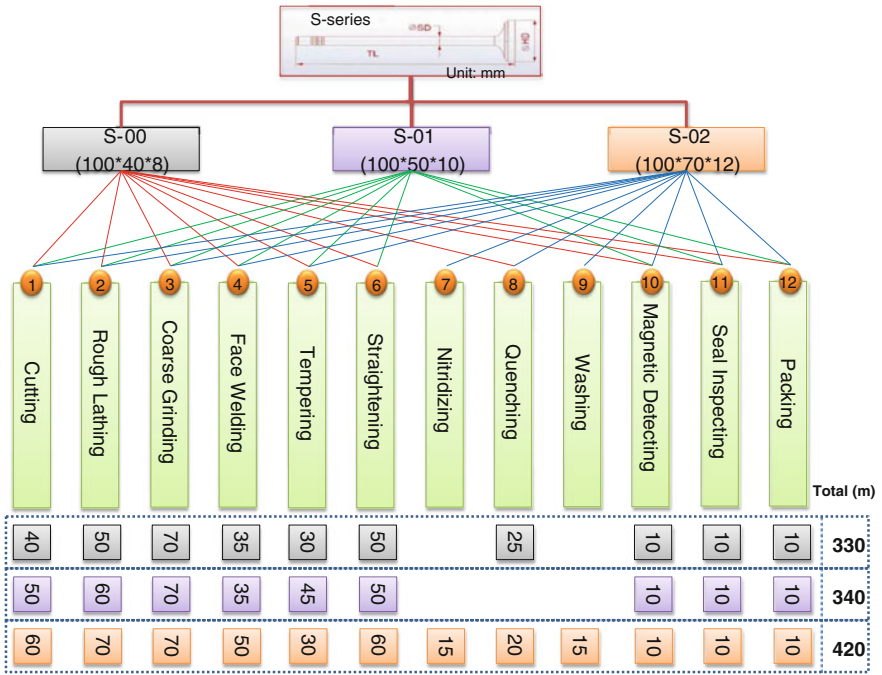 S-series
ØSD
TL
ØHS
Unit: mm
S-00
(100*40*8)
S-01
(100*50*10)
S-02
(100*70*12)
1 2 3 4 5 6 7 8 9 10 11 12
Cutting
Rough Lathing
Coarse Grinding
Face Welding
Tempering
Straightening
Nitridizing
Quenching
Washing
Magnetic Detecting
Seal Inspecting
Packing
Total (m)
40 50 70 35 30 50 25 10 10 10 330
50 60 70 35 45 50 10 10 10 340
60 70 70 50 30 60 15 20 15 10 10 10 420